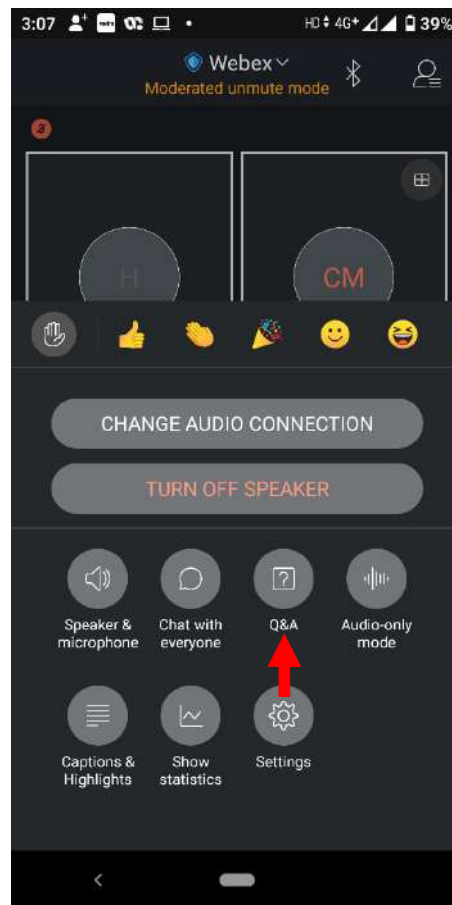 3:07 HD 4G+ 39%
Webex
Moderated unmute mode
H CM
CHANGE AUDIO CONNECTION
TURN OFF SPEAKER
Speaker & microphone
Chat with everyone
Q&A
Audio-only mode
Captions & Highlights
Show statistics
Settings